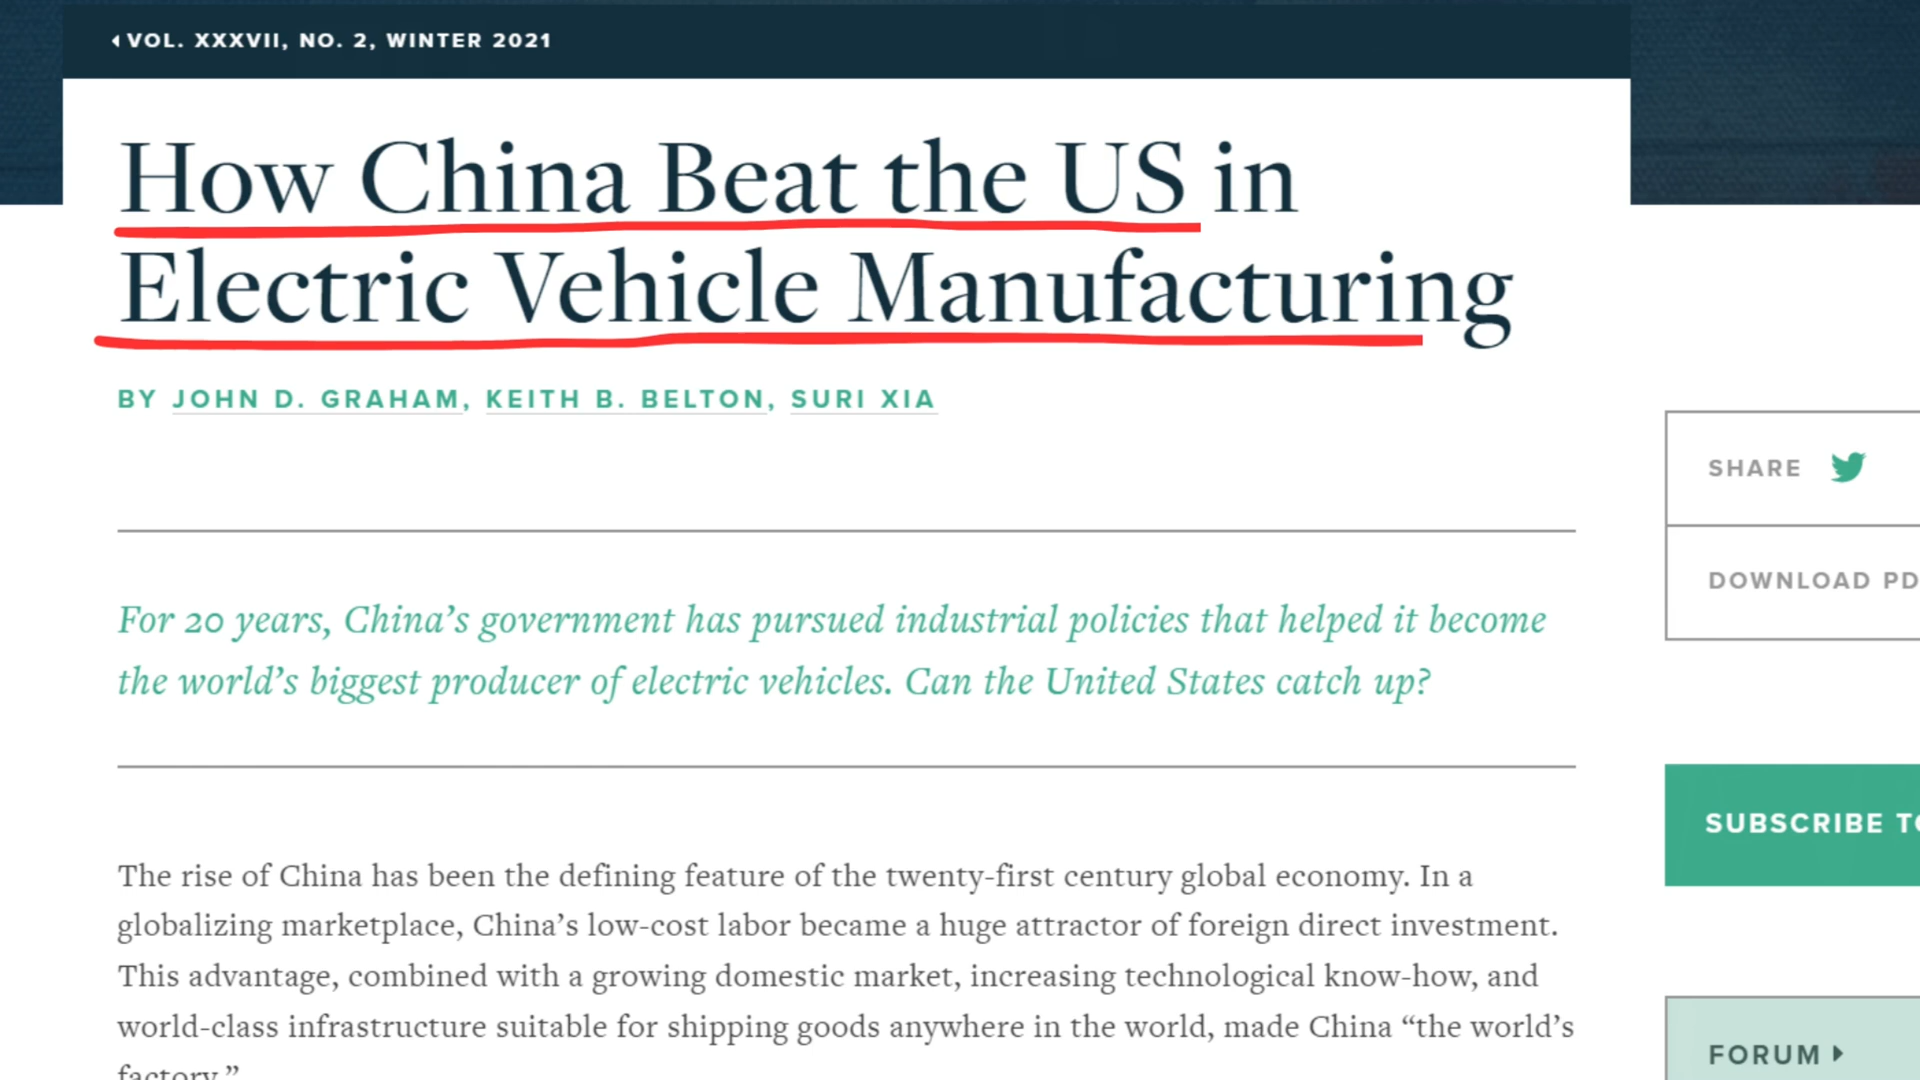 VOL. XXXVII, NO. 2, WINTER 2021
How China Beat the US in
Electric Vehicle Manufacturing
BY JOHN D. GRAHAM, KEITH B. BELTON, SURI XIA
For 20 years, China’s government has pursued industrial policies that helped it become
the world’s biggest producer of electric vehicles. Can the United States catch up?
The rise of China has been the defining feature of the twenty-first century global economy. In a
globalizing marketplace, China’s low-cost labor became a huge attractor of foreign direct investment.
This advantage, combined with a growing domestic market, increasing technological know-how, and
world-class infrastructure suitable for shipping goods anywhere in the world, made China “the world’s
factory.”
SHARE
DOWNLOAD PD
SUBSCRIBE TO
FORUM